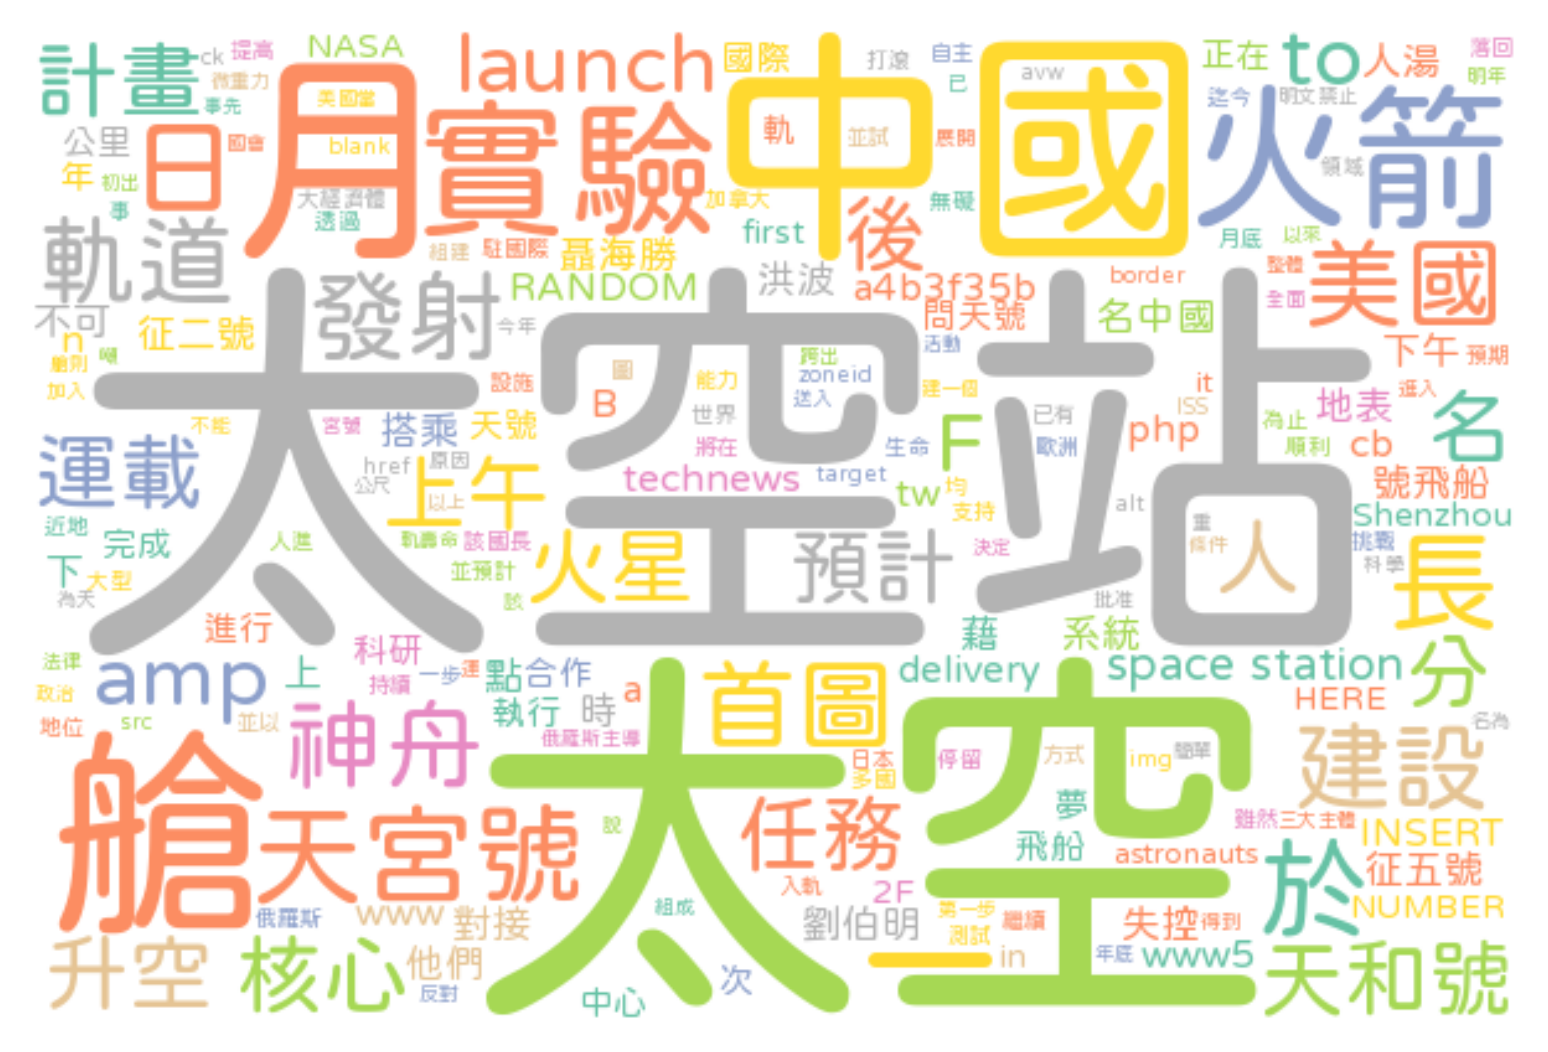 計畫
ck
提高
NASA
launch
國際
打滾
自主
正在
to
人湯
落回
微重力
事先
美國當
中國
已
avw
迄今
明文禁止
明年
公里
日
國會
月
blank
實驗
軌
並試
展開
火箭
領域
年
初出
事
大經濟體
透過
加拿大
無礙
軌道
組建
駐國際
聶海勝
first
後
月底
以來
發射
RANDOM
洪波
a4b3f35b
border
整體
全面
美國
不可
征二號
今年
問天號
名中國
n
艙則
加入
太空站
設施
圖
能力
跨出
zoneid
送入
活動
建一個
下午
預期
進入
it
ISS
地表
名
B
世界
已有
不能
宮號
搭乘
天號
將在
生命
F
歐洲
php
為止
順利
cb
運載
href
原因
公尺
上午
以上
technews
target
tw
均
支持
alt
號飛船
重
條件
人
Shenzhou
挑戰
科學
近地
完成
人進
軌壽命
該國長
火星
預計
決定
長
下
大型
為天
並預計
該
批准
進行
科研
藉
系統
法律
政治
地位
amp
上
持續
一步
運
點
合作
a
首圖
delivery
space station
分
src
並以
神舟
執行
時
俄羅斯主導
HERE
名為
艙
天宮號
太空
日本
多國
停留
方式
img
簡單
建設
說
任務
夢
飛船
雖然
三大主體
INSERT
astronauts
征五號
於
入軌
2F
俄羅斯
www
對接
組成
劉伯明
第一步
測試
繼續
失控
得到
NUMBER
升空
核心
他們
反對
中心
次
一
in
年底
www5
天和號